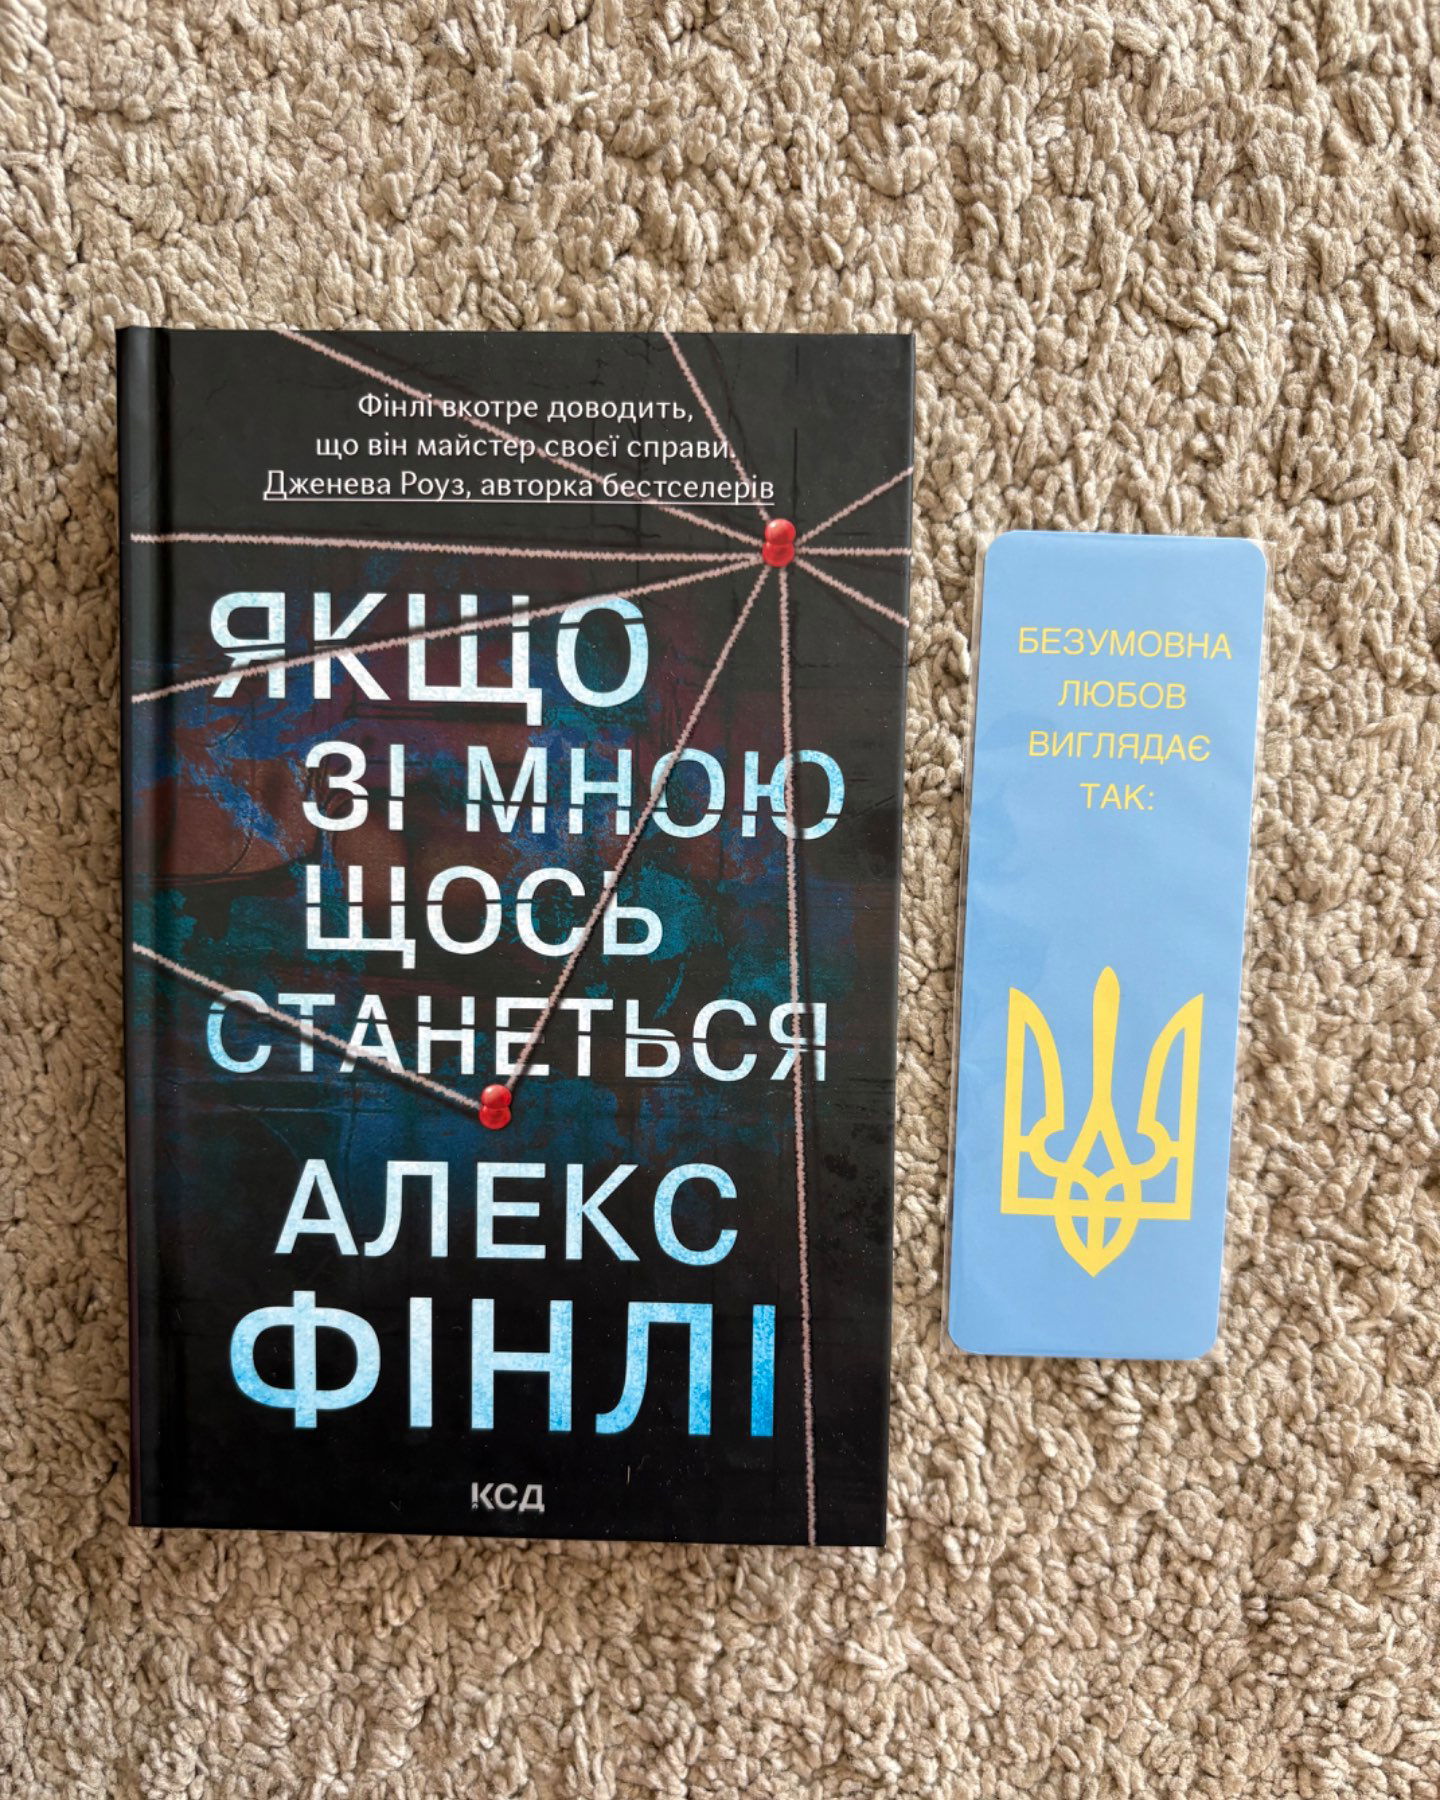 Фінлі вкотре доводить,
що він майстер своєї справи.
Дженева Роуз, авторка бестселерів
ЯКЩО
ЗІ МНОЮ
ЩОСЬ
СТАНЕТЬСЯ
АЛЕКС
ФІНЛІ
КСД
БЕЗУМОВНА
ЛЮБОВ
ВИГЛЯДАЄ
ТАК: